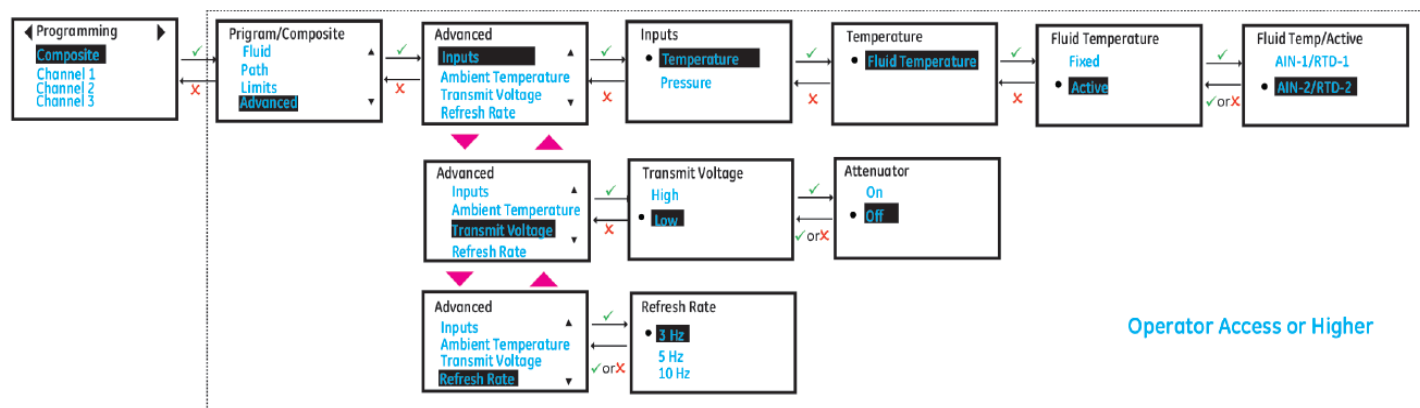 Programming
Composite
Channel 1
Channel 2
Channel 3
Prigram/Composite
Fluid
Path
Limits
Advanced
Advanced
Inputs
Ambient Temperature
Transmit Voltage
Refresh Rate
Inputs
Temperature
Pressure
Temperature
Fluid Temperature
Fluid Temperature
Fixed
Active
Fluid Temp/Active
AIN-1/RTD-1
AIN-2/RTD-2
or
Advanced
Inputs
Ambient Temperature
Transmit Voltage
Refresh Rate
Transmit Voltage
High
Low
Attenuator
On
Off
or
Advanced
Inputs
Ambient Temperature
Transmit Voltage
Refresh Rate
Refresh Rate
3 Hz
5 Hz
10 Hz
or
Operator Access or Higher